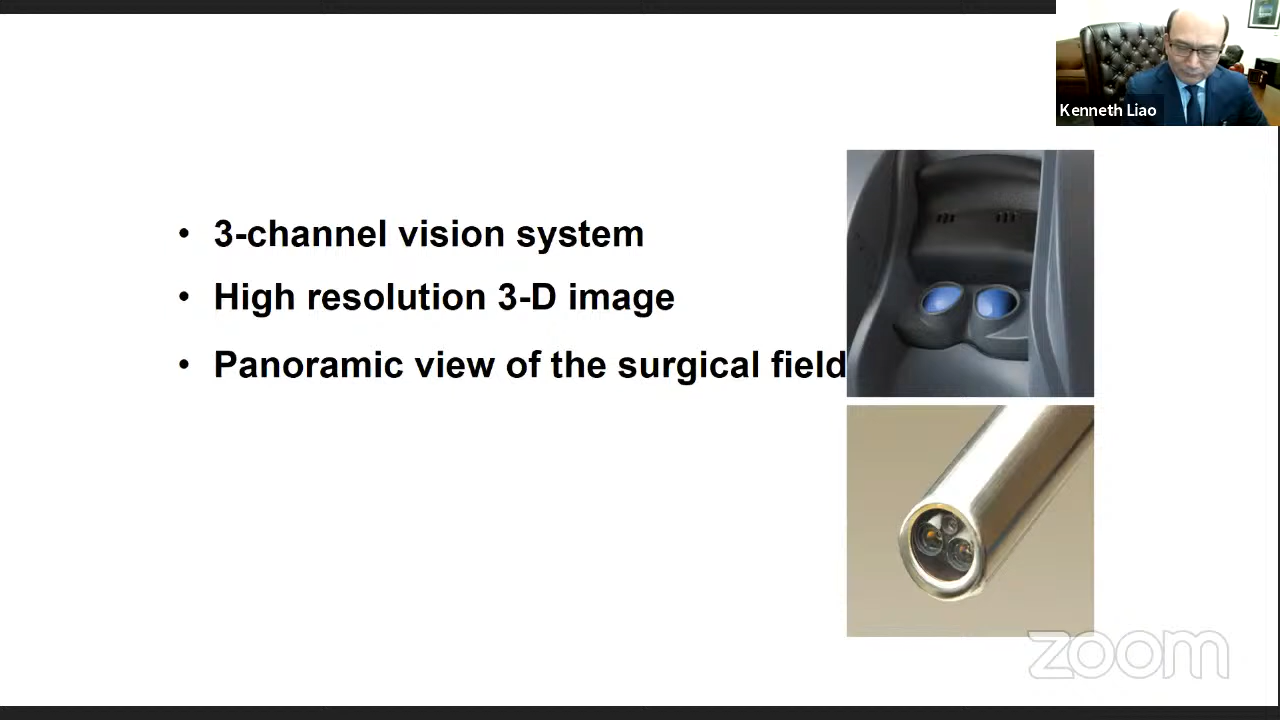 Kenneth Liao
• 3-channel vision system
• High resolution 3-D image
• Panoramic view of the surgical field
zoom